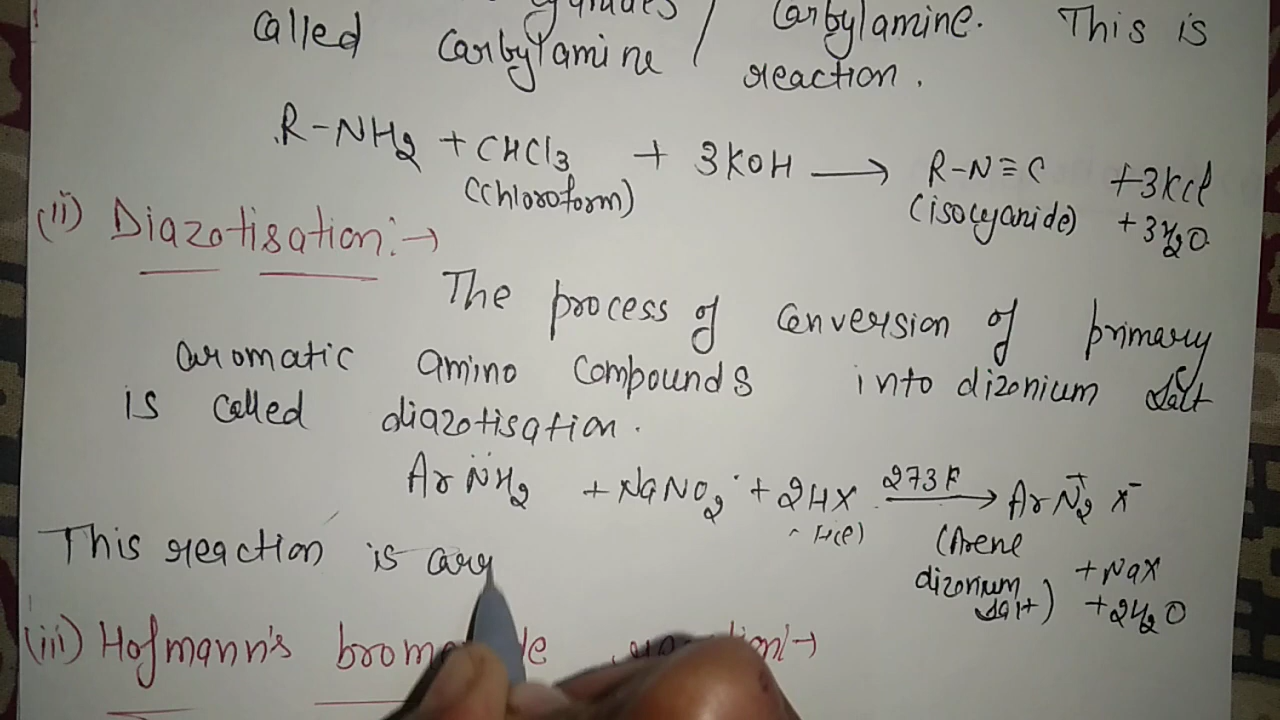 Carbylamine. This is
called Carbylamine / reaction.
R-NH2 + CHCl3 + 3KOH ⟶ R-N≡C +3KCl
(Chloroform) (isocyanide) +3H2O
(ii) Diazotisation:→
The process of conversion of primary
aromatic amino compounds into dizonium salt
is called diazotisation.
ArN̈H2 + NaNO2 + 2HX 273K ⟶ ArN2+ X-
(Arene
dizonium + NaX
salt) + 2H2O
This reaction is
(iii) Hofmann's